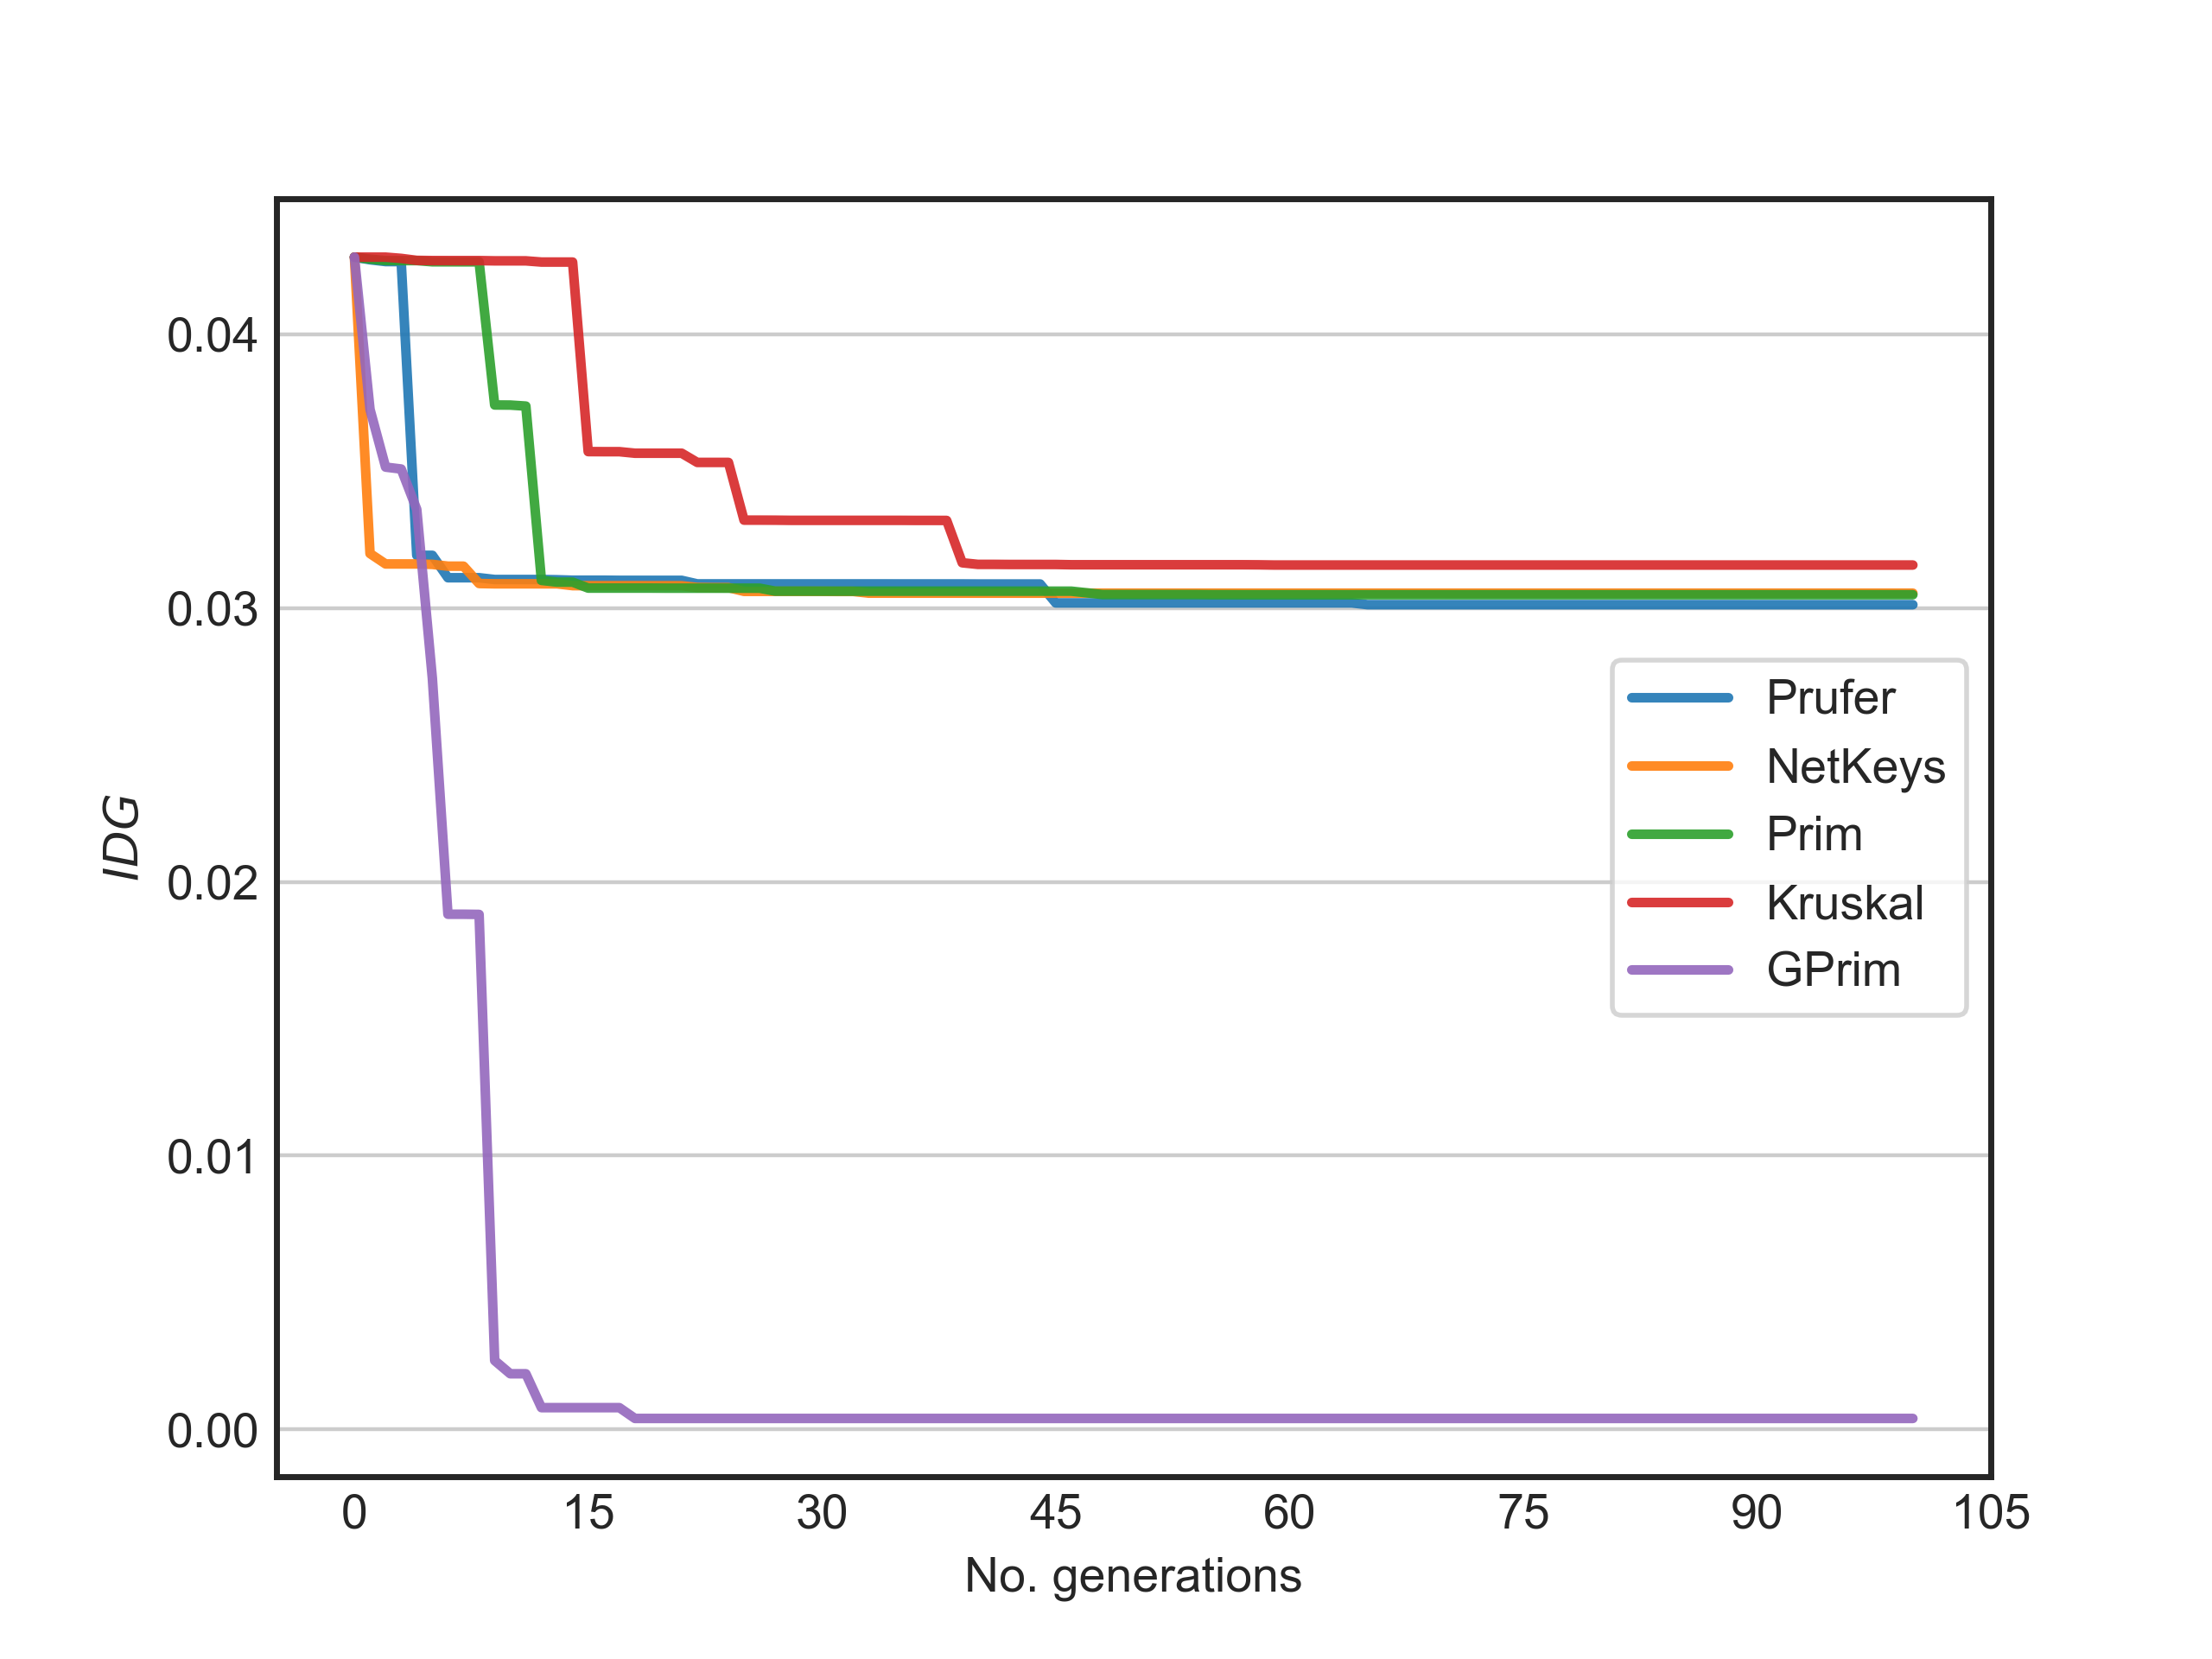 0.04
0.03
0.02
0.01
0.00
IDG
0 15 30 45 60 75 90 105
No. generations
Prufer
NetKeys
Prim
Kruskal
GPrim